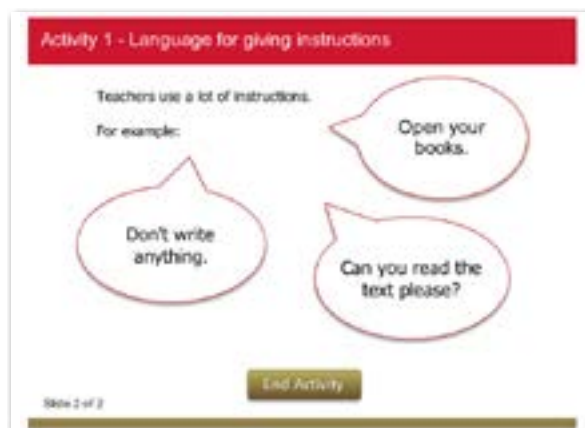 Activity 1 - Language for giving instructions
Teachers use a lot of instructions.
For example:
Open your
books.
Don't write
anything.
Can you read the
text please?
End Activity
Slide 2 of 2